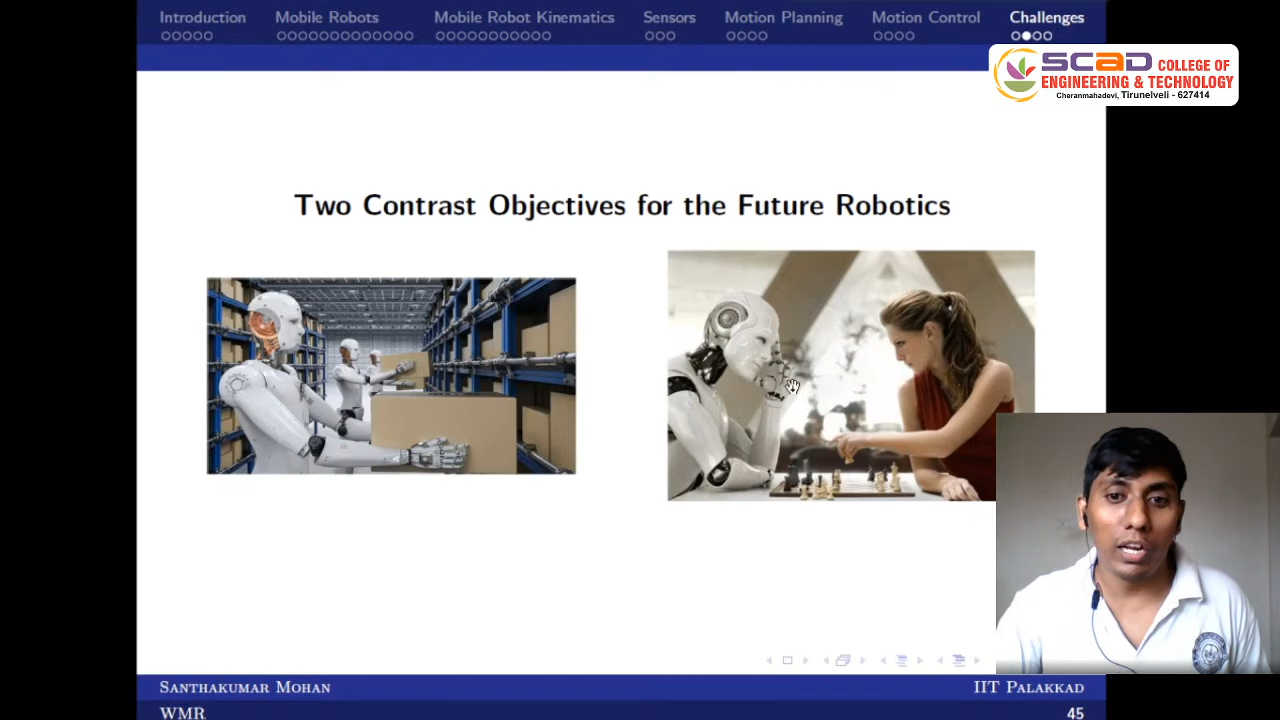 Introduction
Mobile Robots
Mobile Robot Kinematics
Sensors
Motion Planning
Motion Control
Challenges
SCAD COLLEGE OF
ENGINEERING & TECHNOLOGY
Cheranmahadevi, Tirunelveli - 627414
Two Contrast Objectives for the Future Robotics
SANTHAKUMAR MOHAN
IIT PALAKKAD
WMR
45